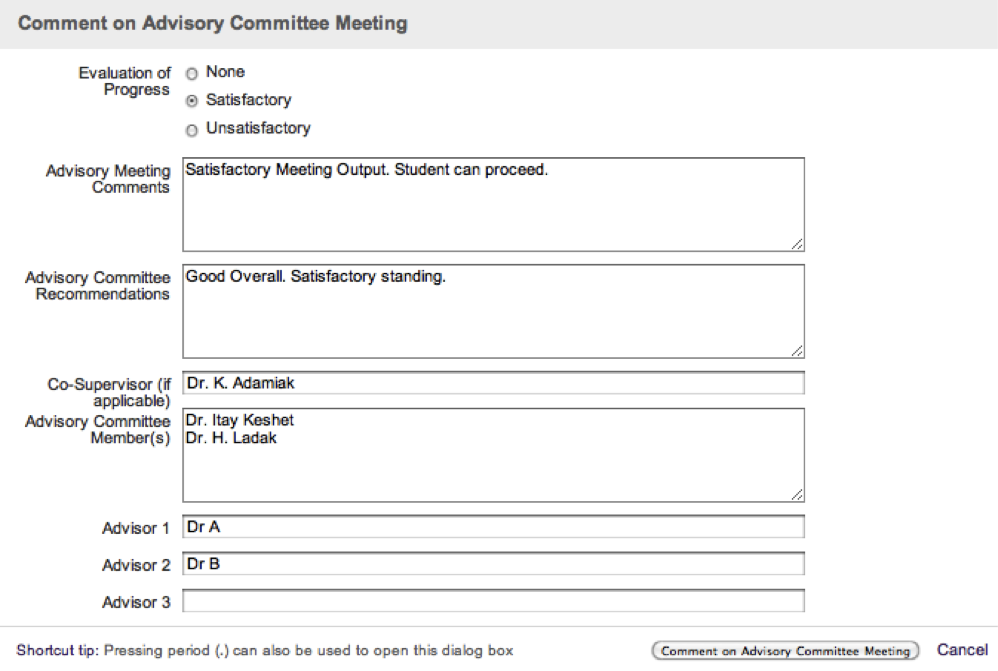 Comment on Advisory Committee Meeting
Evaluation of
Progress
None
Satisfactory
Unsatisfactory
Advisory Meeting
Comments
Satisfactory Meeting Output. Student can proceed.
Advisory Committee
Recommendations
Good Overall. Satisfactory standing.
Co-Supervisor (if
applicable)
Dr. K. Adamiak
Advisory Committee
Member(s)
Dr. Itay Keshet
Dr. H. Ladak
Advisor 1
Dr A
Advisor 2
Dr B
Advisor 3
Shortcut tip: Pressing period (.) can also be used to open this dialog box
Comment on Advisory Committee Meeting
Cancel